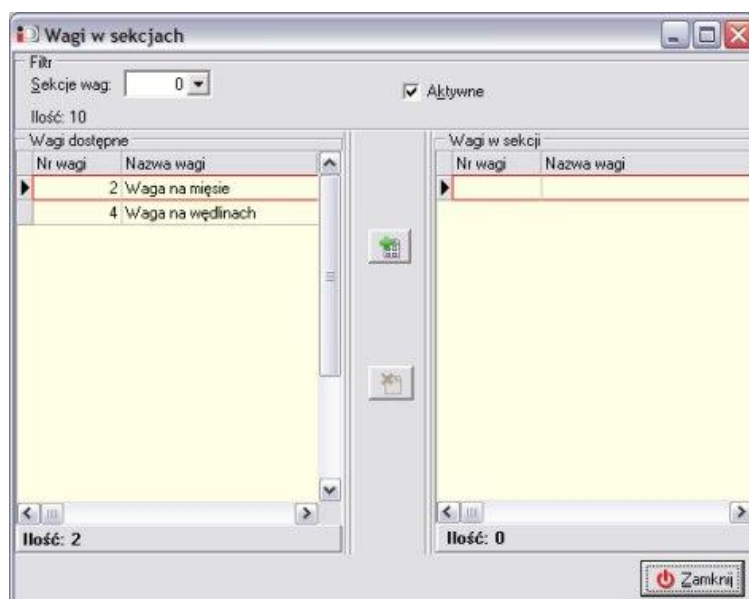 Wagi w sekcjach
Filtr
Sekcje wag: 0
Aktywne
Ilość: 10
Wagi dostępne
Nr wagi Nazwa wagi
2 Waga na mięsie
4 Waga na wędlinach
Ilość: 2
Wagi w sekcji
Nr wagi Nazwa wagi
Ilość: 0
Zamknij